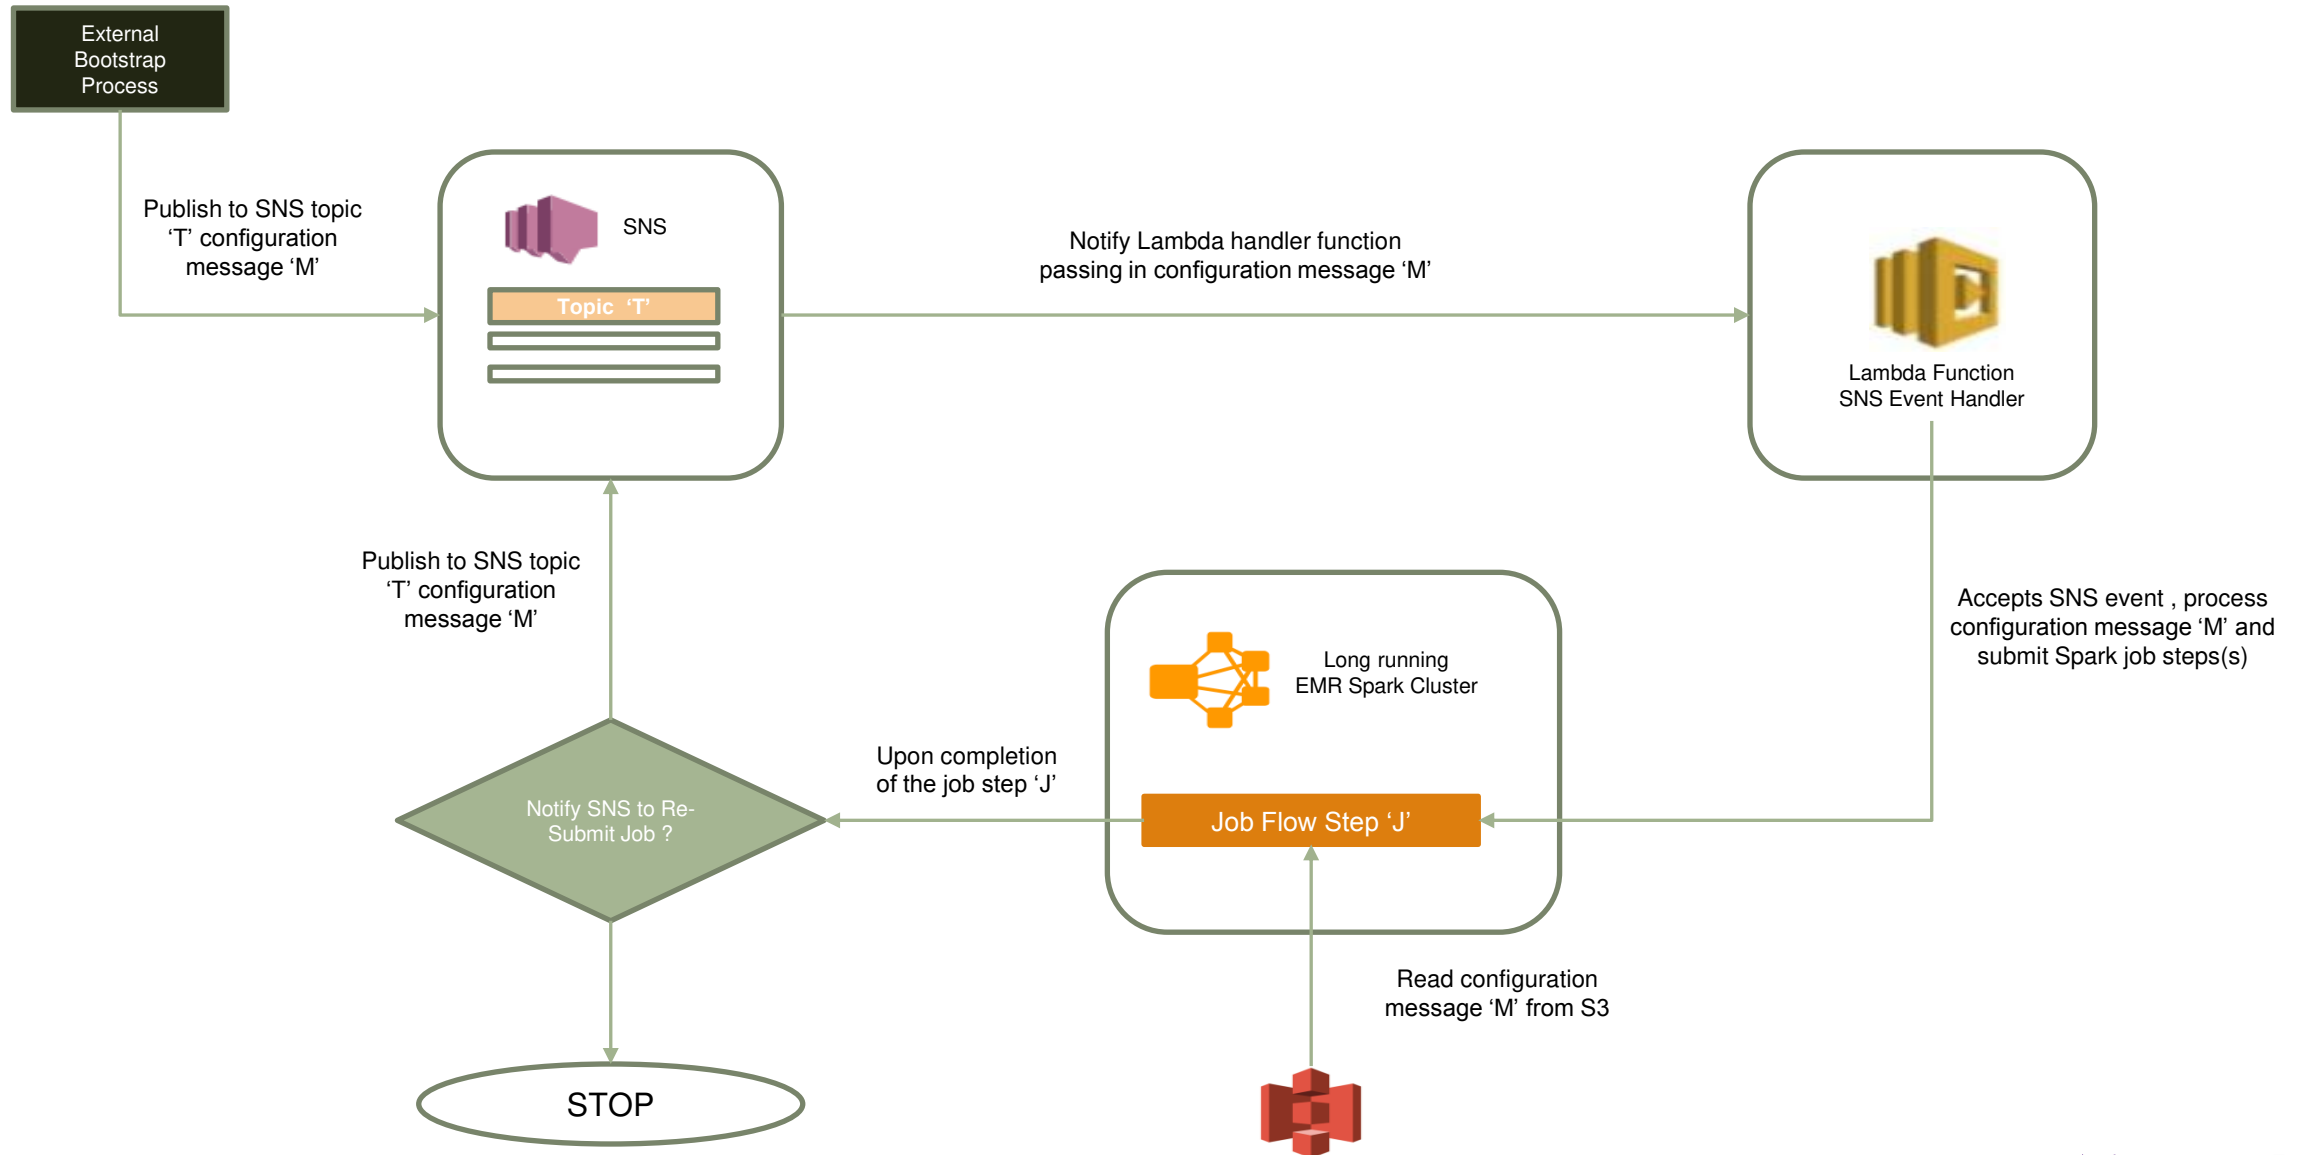 External
Bootstrap
Process
Publish to SNS topic
‘T’ configuration
message ‘M’
SNS
Topic ‘T’
Notify Lambda handler function
passing in configuration message ‘M’
Lambda Function
SNS Event Handler
Publish to SNS topic
‘T’ configuration
message ‘M’
Accepts SNS event , process
configuration message ‘M’ and
submit Spark job steps(s)
Long running
EMR Spark Cluster
Upon completion
of the job step ‘J’
Notify SNS to Re-
Submit Job ?
Job Flow Step ‘J’
Read configuration
message ‘M’ from S3
STOP